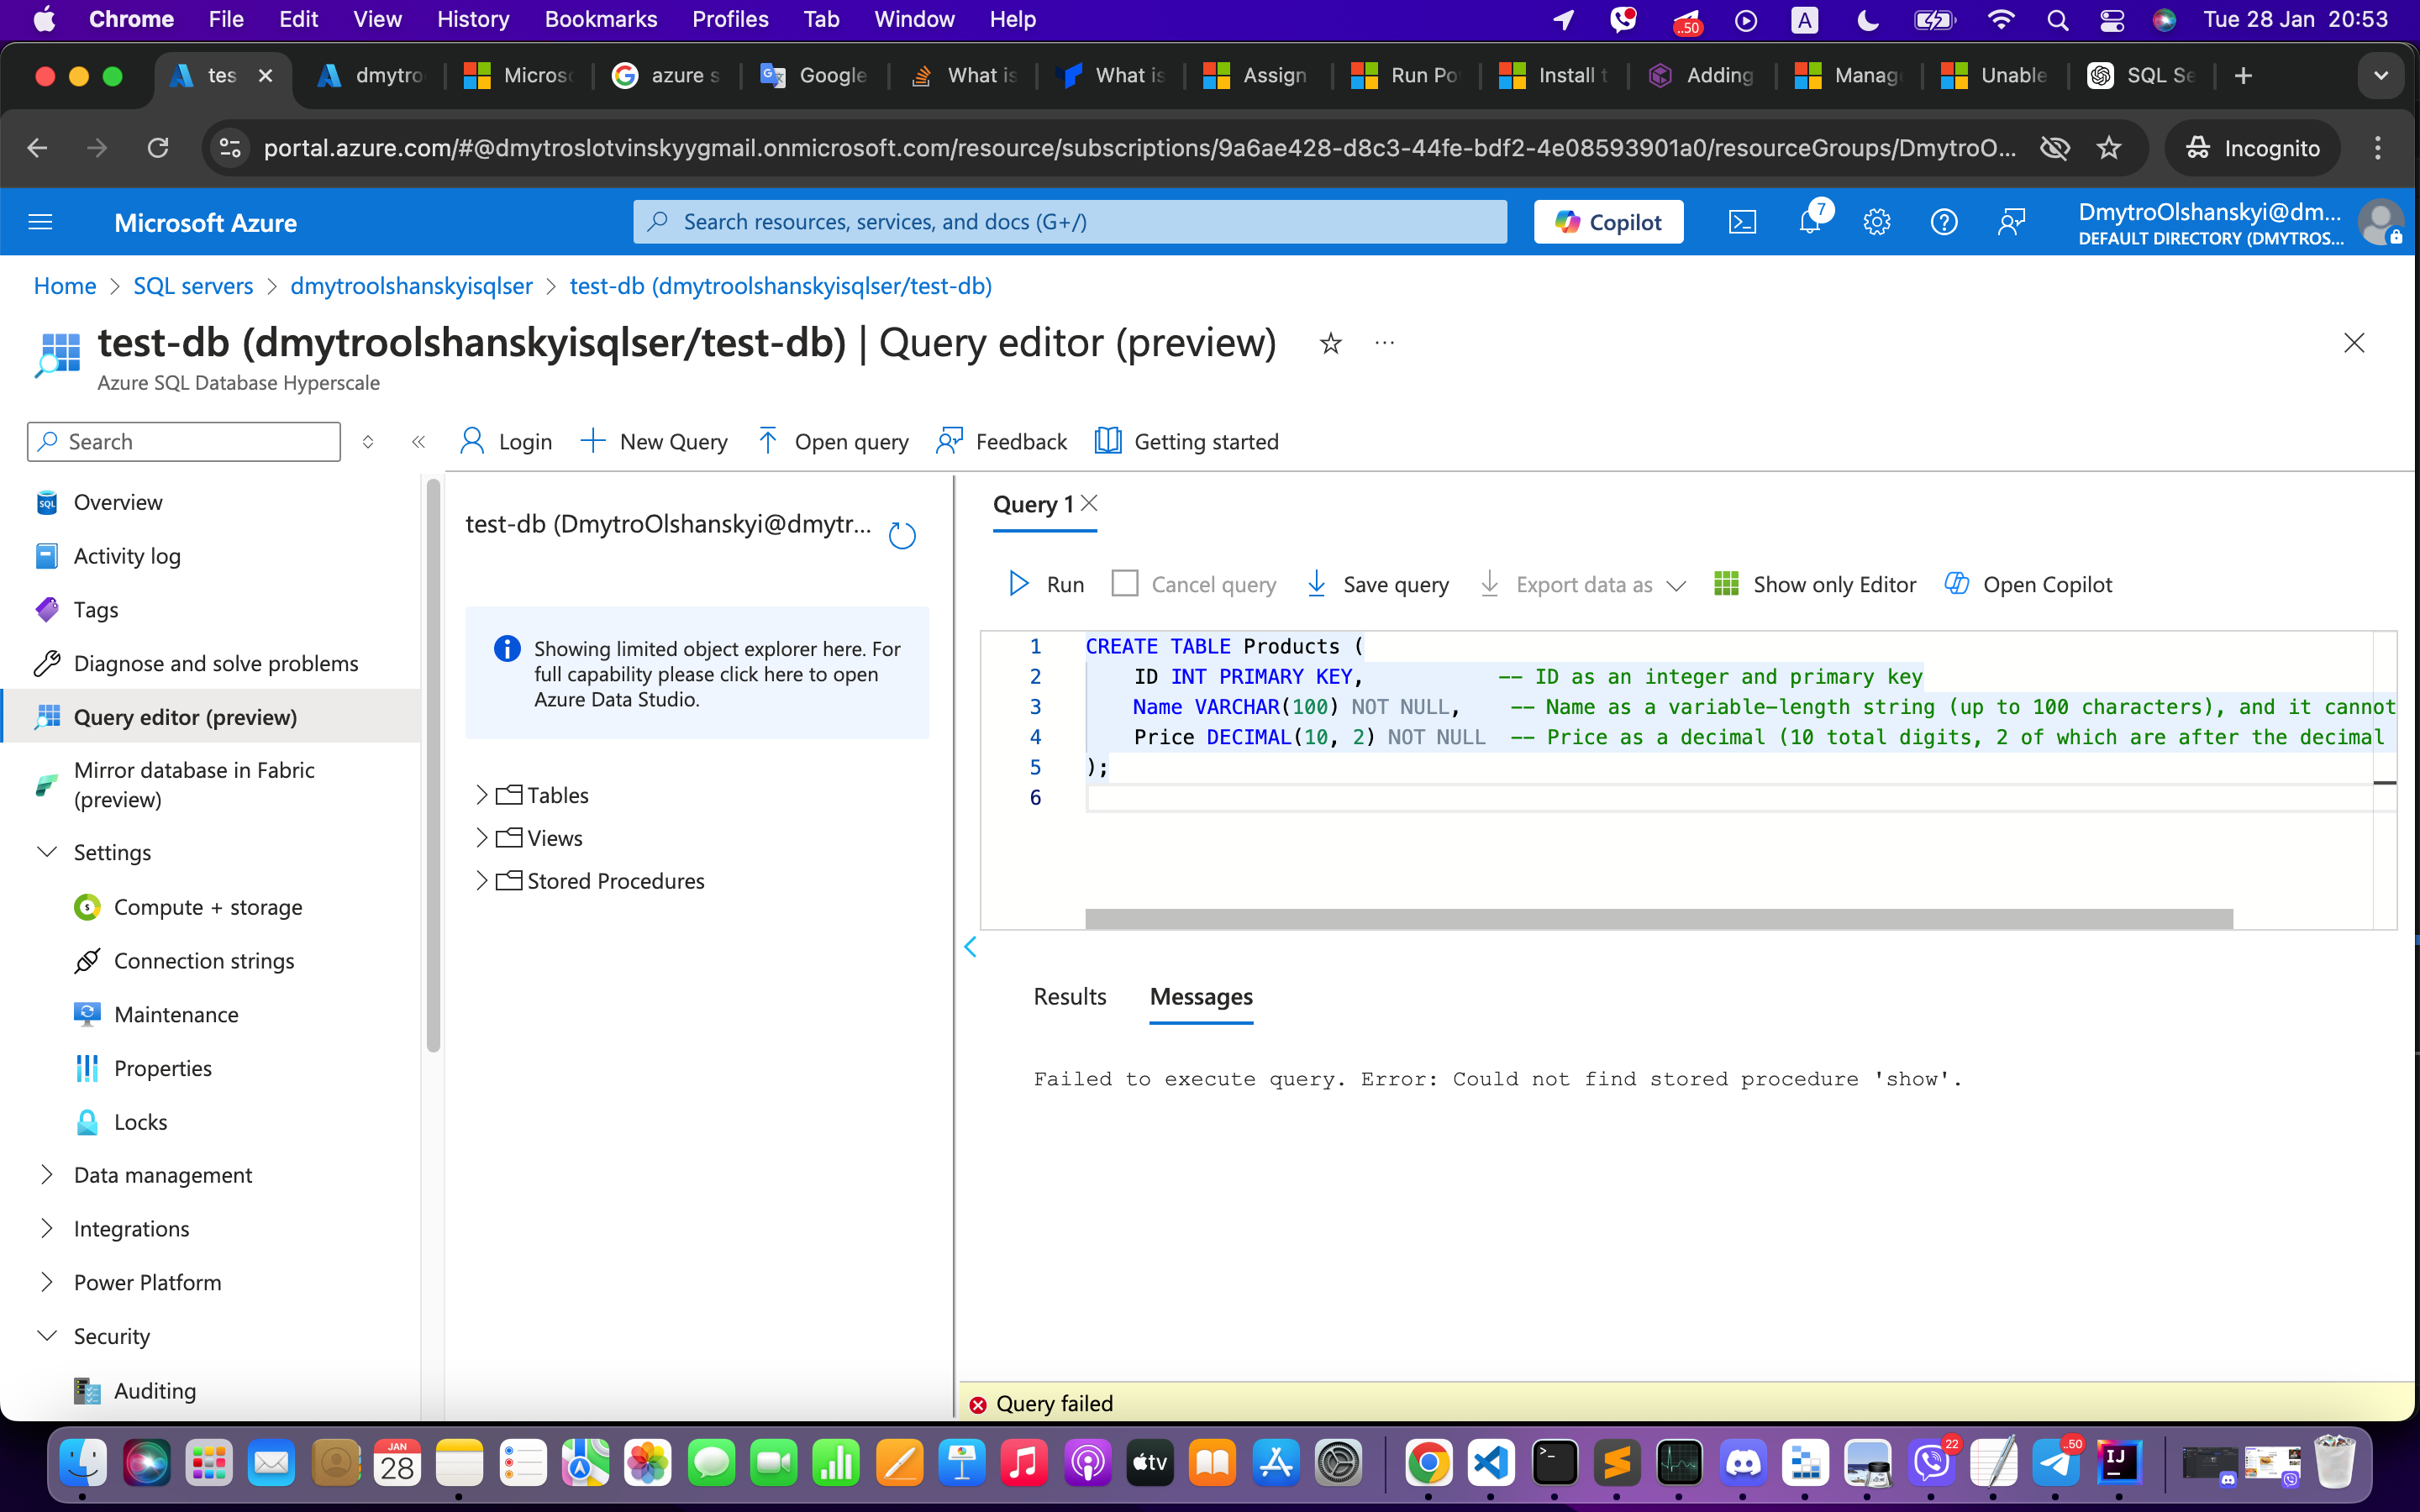 Chrome File Edit View History Bookmarks Profiles Tab Window Help
..50
A
Tue 28 Jan 20:53
tes
dmytro
Micros
azure s
Google
What is
What is
Assign
Run Po
Install t
Adding
Manag
Unable
SQL Se
portal.azure.com/#@dmytroslotvinskyygmail.onmicrosoft.com/resource/subscriptions/9a6ae428-d8c3-44fe-bdf2-4e08593901a0/resourceGroups/DmytroO...
Incognito
Microsoft Azure
Search resources, services, and docs (G+/)
Copilot
7
DmytroOlshanskyi@dm...
DEFAULT DIRECTORY (DMYTROS...
Home > SQL servers > dmytroolshanskyisqlser > test-db (dmytroolshanskyisqlser/test-db)
test-db (dmytroolshanskyisqlser/test-db) | Query editor (preview)
...
Azure SQL Database Hyperscale
Search
Login
New Query
Open query
Feedback
Getting started
SQL
Overview
Activity log
Tags
Diagnose and solve problems
Query editor (preview)
Mirror database in Fabric
(preview)
Settings
Compute + storage
Connection strings
Maintenance
Properties
Locks
Data management
Integrations
Power Platform
Security
Auditing
test-db (DmytroOlshanskyi@dmytr...
Showing limited object explorer here. For
full capability please click here to open
Azure Data Studio.
Tables
Views
Stored Procedures
Query 1
Run
Cancel query
Save query
Export data as
Show only Editor
Open Copilot
1 CREATE TABLE Products (
2 ID INT PRIMARY KEY, -- ID as an integer and primary key
3 Name VARCHAR(100) NOT NULL, -- Name as a variable-length string (up to 100 characters), and it cannot
4 Price DECIMAL(10, 2) NOT NULL -- Price as a decimal (10 total digits, 2 of which are after the decimal
5 );
6
Results
Messages
Failed to execute query. Error: Could not find stored procedure 'show'.
Query failed
JAN
28
tv
22
..50
IJ